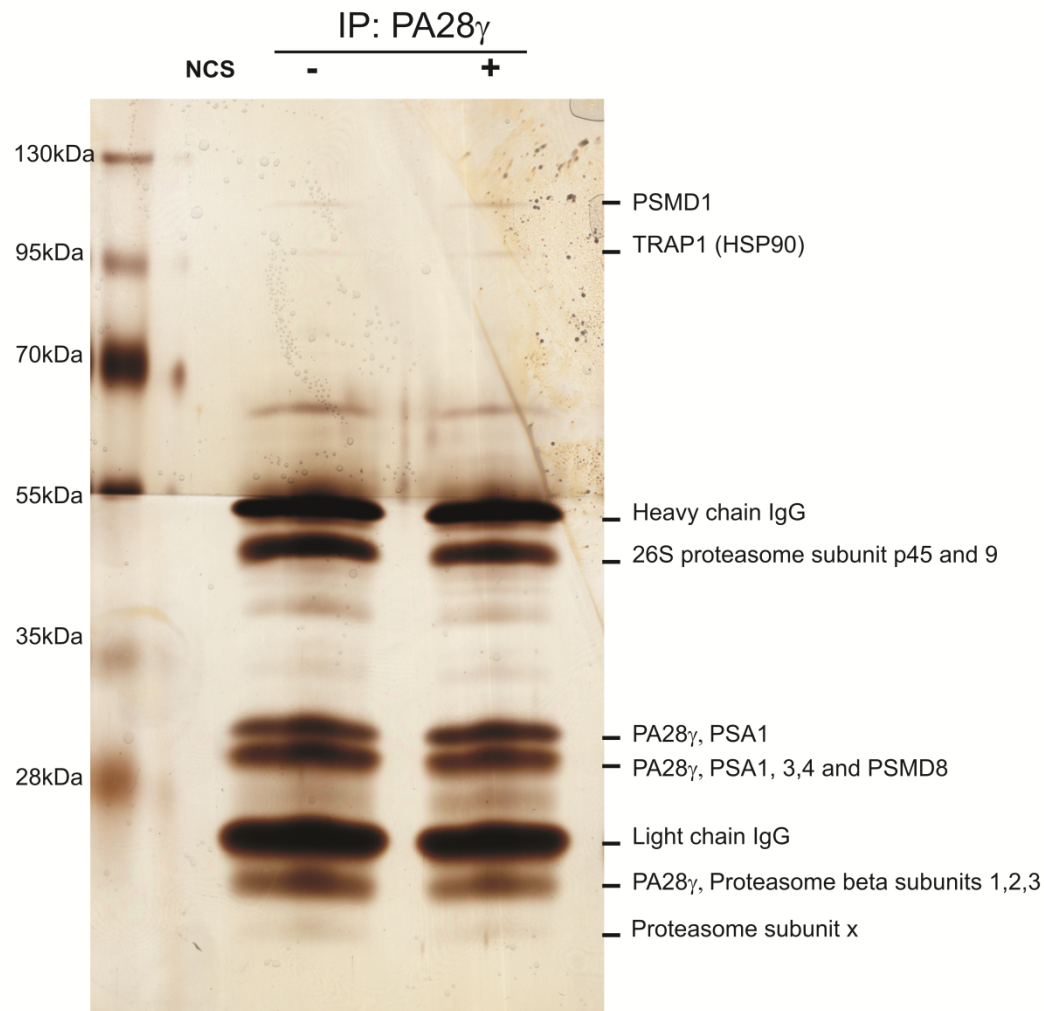 IP: PA28γ
NCS - +
130kDa
95kDa
70kDa
55kDa
35kDa
28kDa
PSMD1
TRAP1 (HSP90)
Heavy chain IgG
26S proteasome subunit p45 and 9
PA28γ, PSA1
PA28γ, PSA1, 3,4 and PSMD8
Light chain IgG
PA28γ, Proteasome beta subunits 1,2,3
Proteasome subunit x